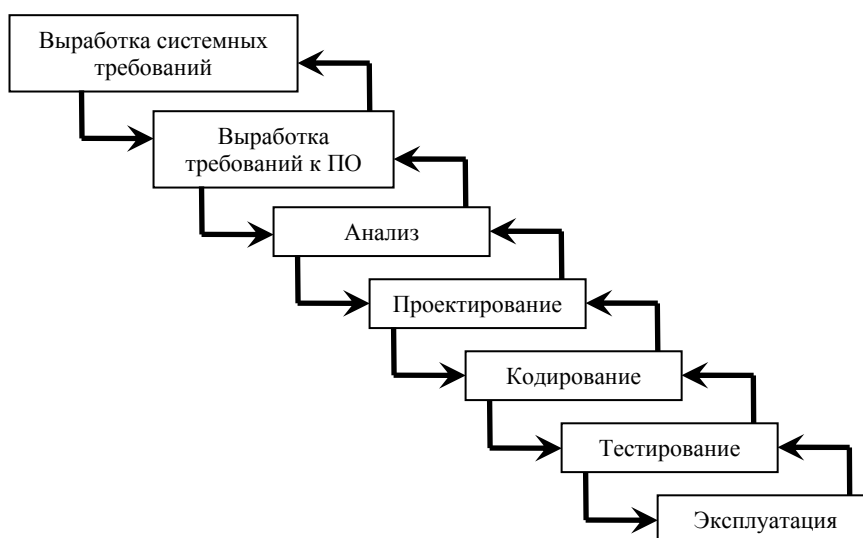 Выработка системных
требований
Выработка
требований к ПО
Анализ
Проектирование
Кодирование
Тестирование
Эксплуатация